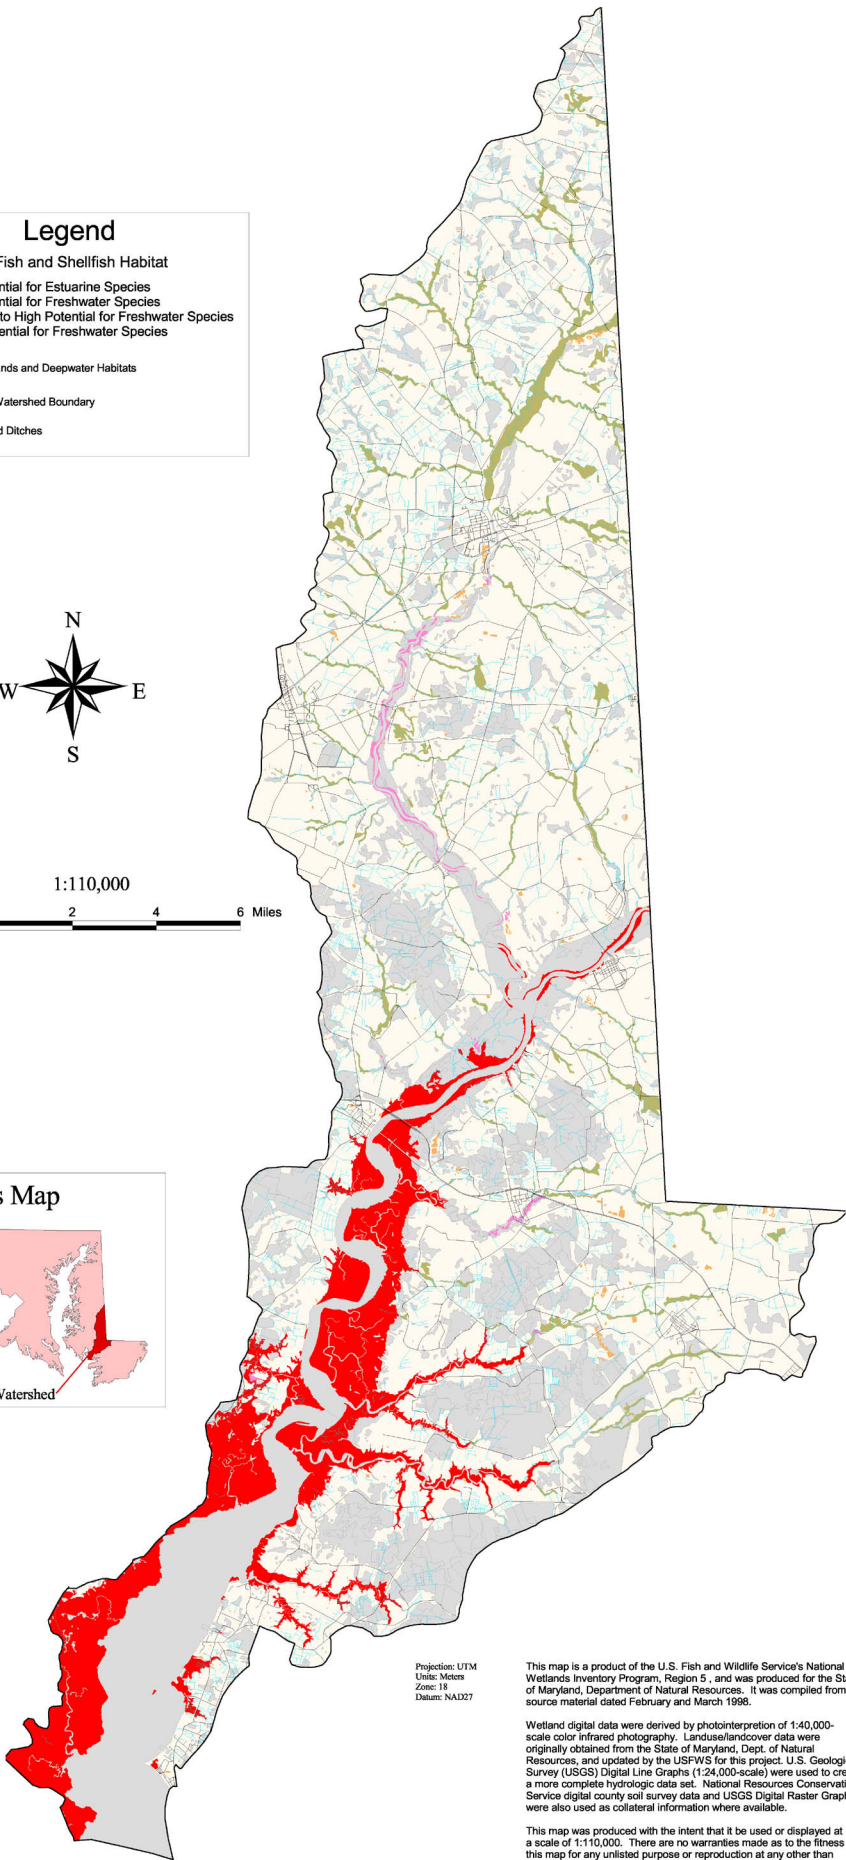 Legend
Fish and Shellfish Habitat
ntial for Estuarine Species
ntial for Freshwater Species
to High Potential for Freshwater Species
ential for Freshwater Species
nds and Deepwater Habitats
Watershed Boundary
d Ditches
N
W E
S
1:110,000
2 4 6 Miles
s Map
Watershed
Projection: UTM
Units: Meters
Zone: 18
Datum: NAD27
This map is a product of the U.S. Fish and Wildlife Service's National
Wetlands Inventory Program, Region 5 , and was produced for the Sta
of Maryland, Department of Natural Resources. It was compiled from
source material dated February and March 1998.
Wetland digital data were derived by photointerpretion of 1:40,000-
scale color infrared photography. Landuse/landcover data were
originally obtained from the State of Maryland, Dept. of Natural
Resources, and updated by the USFWS for this project. U.S. Geologic
Survey (USGS) Digital Line Graphs (1:24,000-scale) were used to cre
a more complete hydrologic data set. National Resources Conservati
Service digital county soil survey data and USGS Digital Raster Graph
were also used as collateral information where available.
This map was produced with the intent that it be used or displayed at
a scale of 1:110,000. There are no warranties made as to the fitness
this map for any unlisted purpose or reproduction at any other than